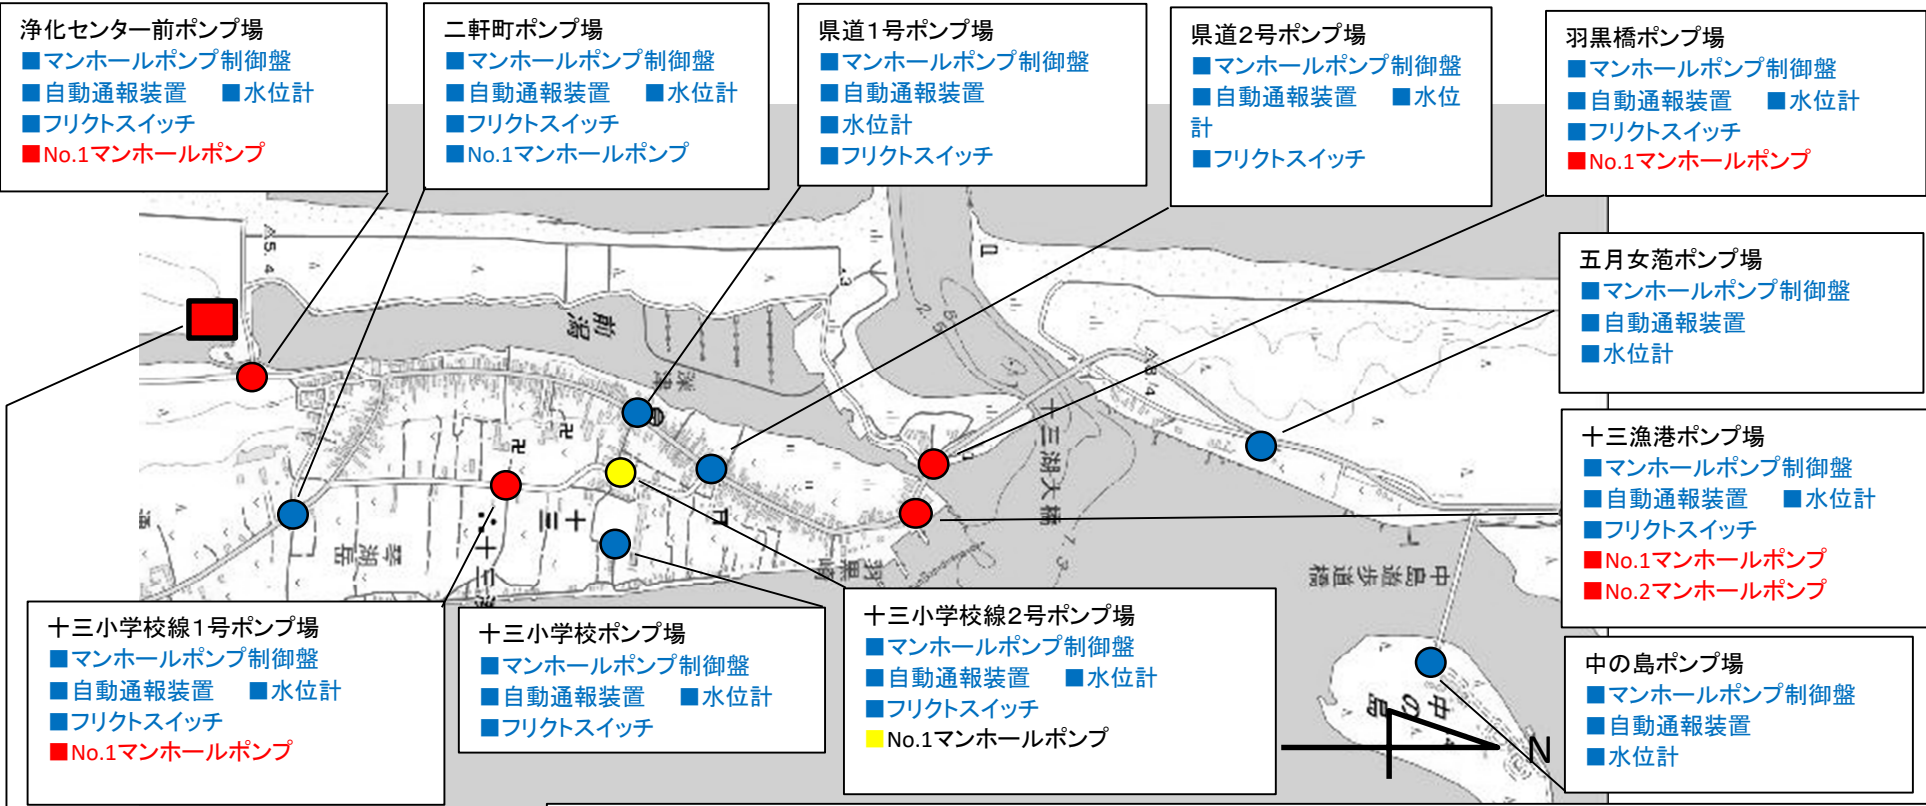 浄化センター前ポンプ場
■マンホールポンプ制御盤
■自動通報装置 ■水位計
■フリクトスイッチ
■No.1マンホールポンプ
二軒町ポンプ場
■マンホールポンプ制御盤
■自動通報装置 ■水位計
■フリクトスイッチ
■No.1マンホールポンプ
県道1号ポンプ場
■マンホールポンプ制御盤
■自動通報装置
■水位計
■フリクトスイッチ
県道2号ポンプ場
■マンホールポンプ制御盤
■自動通報装置 ■水位
計
■フリクトスイッチ
羽黒橋ポンプ場
■マンホールポンプ制御盤
■自動通報装置 ■水位計
■フリクトスイッチ
■No.1マンホールポンプ
五月女萢ポンプ場
■マンホールポンプ制御盤
■自動通報装置
■水位計
十三漁港ポンプ場
■マンホールポンプ制御盤
■自動通報装置 ■水位計
■フリクトスイッチ
■No.1マンホールポンプ
■No.2マンホールポンプ
中の島ポンプ場
■マンホールポンプ制御盤
■自動通報装置
■水位計
十三小学校線1号ポンプ場
■マンホールポンプ制御盤
■自動通報装置 ■水位計
■フリクトスイッチ
■No.1マンホールポンプ
十三小学校ポンプ場
■マンホールポンプ制御盤
■自動通報装置 ■水位計
■フリクトスイッチ
十三小学校線2号ポンプ場
■マンホールポンプ制御盤
■自動通報装置 ■水位計
■フリクトスイッチ
■No.1マンホールポンプ
前潟
十三湖大橋
中島遊歩道橋
中の島
琴湖岳
十三
羽黒崎
5.4
N